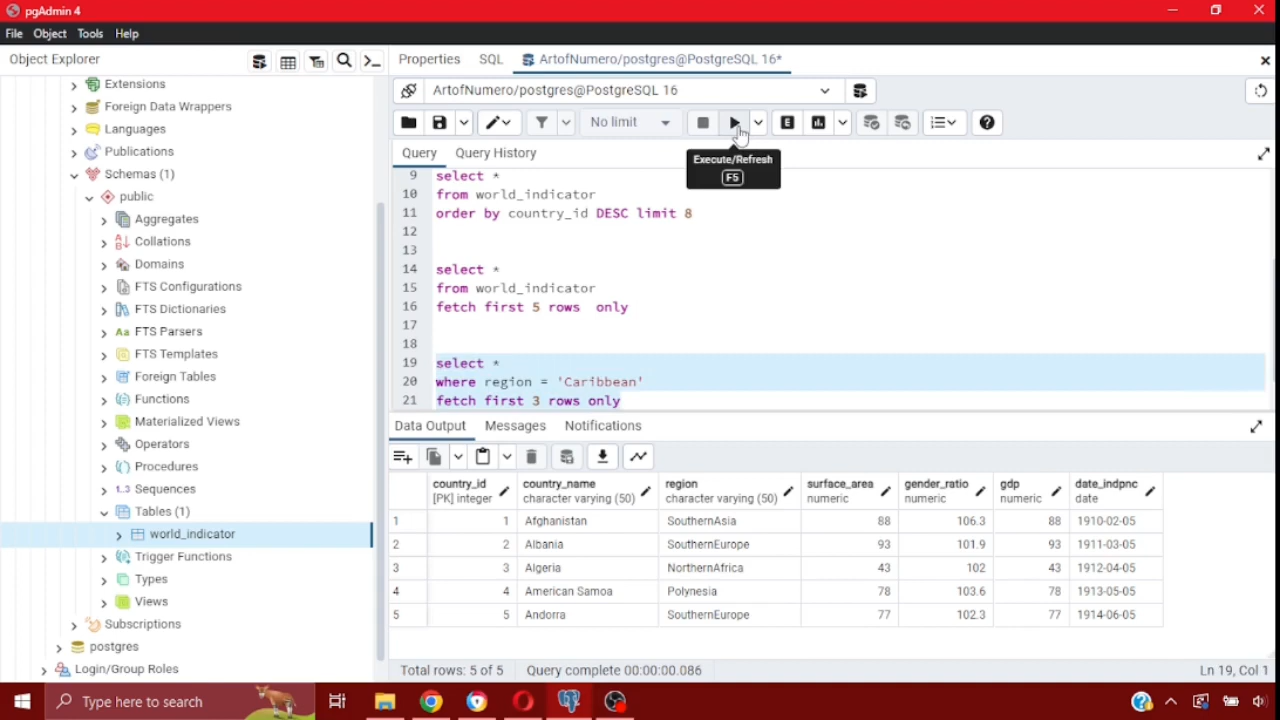 pgAdmin 4
File Object Tools Help
Object Explorer
Properties SQL ArtofNumero/postgres@PostgreSQL 16*
ArtofNumero/postgres@PostgreSQL 16
No limit
E
Query Query History
Execute/Refresh
F5
9 select *
10 from world_indicator
11 order by country_id DESC limit 8
12
13
14 select *
15 from world_indicator
16 fetch first 5 rows only
17
18
19 select *
20 where region = 'Caribbean'
21 fetch first 3 rows only
Extensions
Foreign Data Wrappers
Languages
Publications
Schemas (1)
public
Aggregates
Collations
Domains
FTS Configurations
FTS Dictionaries
Aa FTS Parsers
FTS Templates
Foreign Tables
Functions
Materialized Views
Operators
Procedures
1..3 Sequences
Tables (1)
world_indicator
Trigger Functions
Types
Views
Subscriptions
postgres
Login/Group Roles
Data Output Messages Notifications
country_id country_name region surface_area gender_ratio gdp date_indpnc
[PK] integer character varying (50) character varying (50) numeric numeric numeric date
1 1 Afghanistan SouthernAsia 88 106.3 88 1910-02-05
2 2 Albania SouthernEurope 93 101.9 93 1911-03-05
3 3 Algeria NorthernAfrica 43 102 43 1912-04-05
4 4 American Samoa Polynesia 78 103.6 78 1913-05-05
5 5 Andorra SouthernEurope 77 102.3 77 1914-06-05
Total rows: 5 of 5 Query complete 00:00:00.086 Ln 19, Col 1
Type here to search